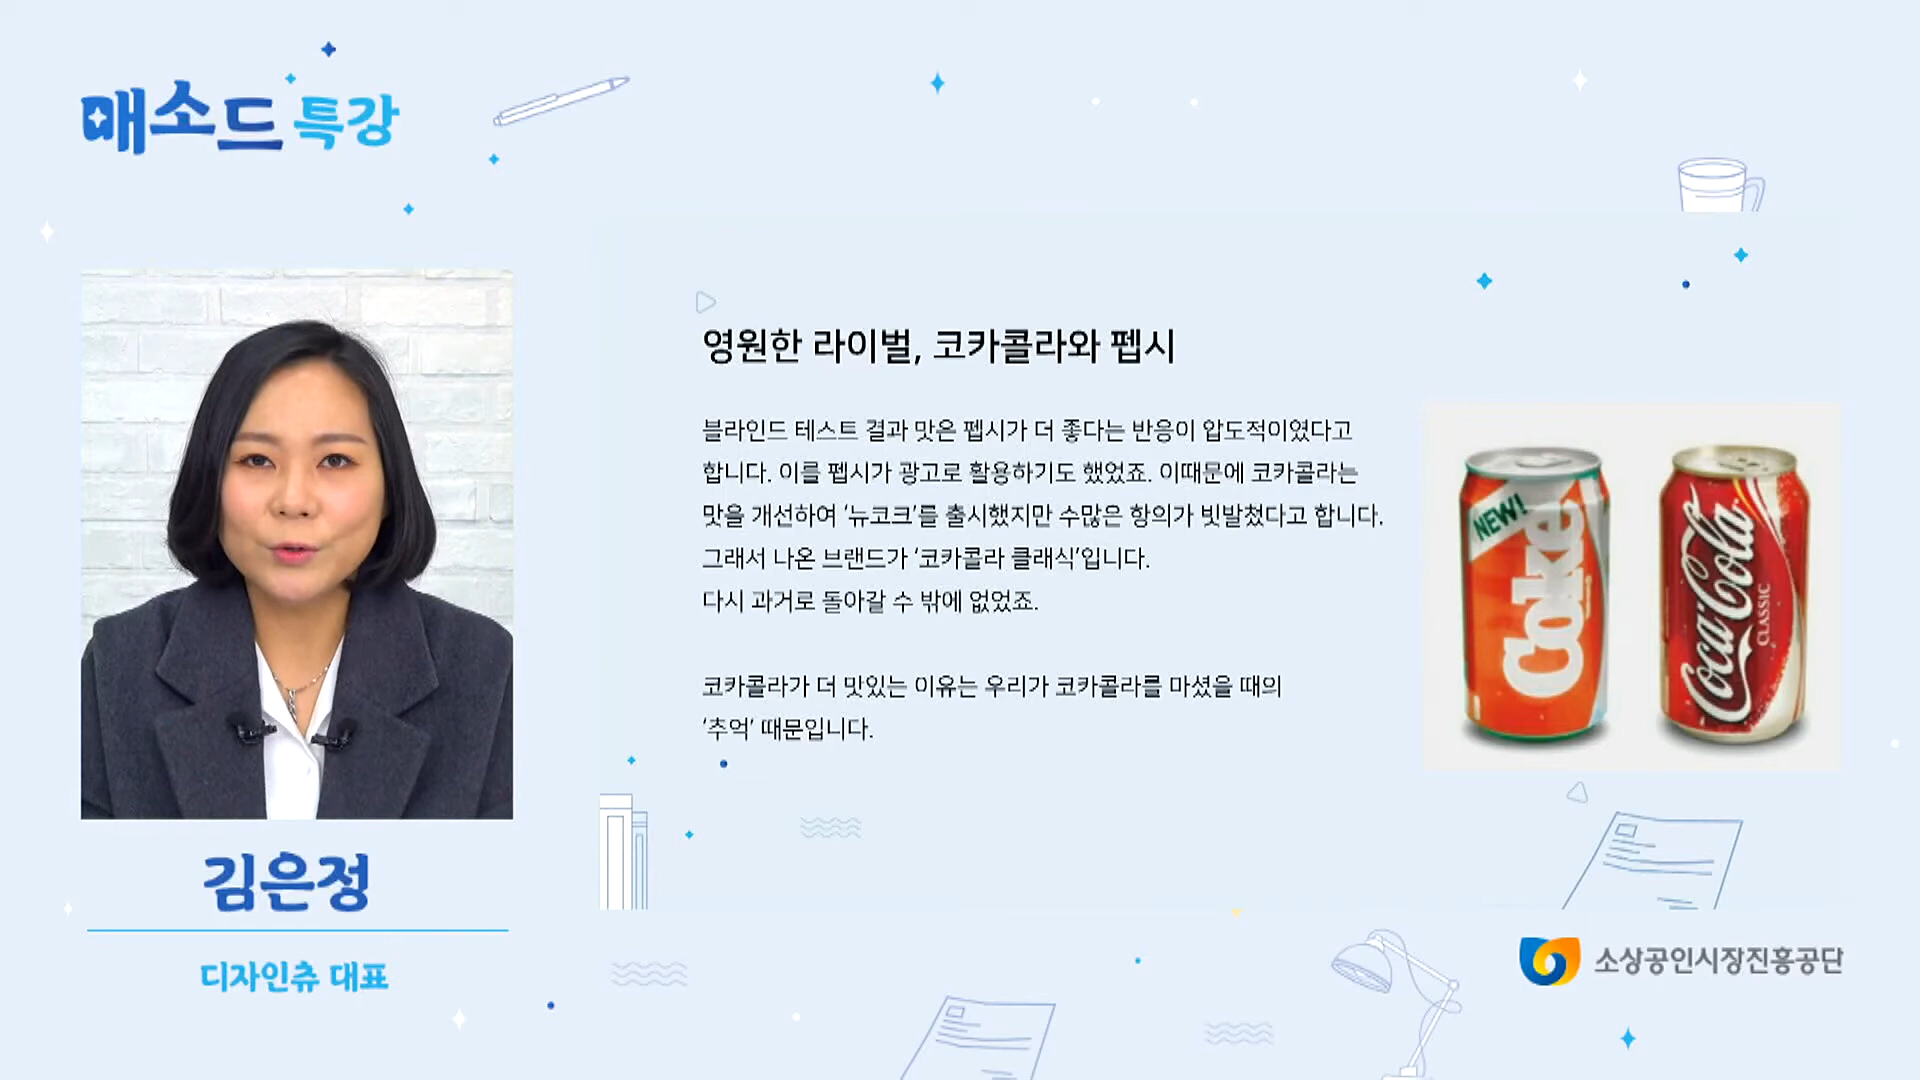 매소드 특강
영원한 라이벌, 코카콜라와 펩시
블라인드 테스트 결과 맛은 펩시가 더 좋다는 반응이 압도적이였다고
합니다. 이를 펩시가 광고로 활용하기도 했었죠. 이때문에 코카콜라는
맛을 개선하여 ‘뉴코크’를 출시했지만 수많은 항의가 빗발쳤다고 합니다.
그래서 나온 브랜드가 ‘코카콜라 클래식’입니다.
다시 과거로 돌아갈 수 밖에 없었죠.
코카콜라가 더 맛있는 이유는 우리가 코카콜라를 마셨을 때의
‘추억’ 때문입니다.
NEW!
Coke
Coca-Cola
CLASSIC
김은정
디자인츄 대표
소상공인시장진흥공단